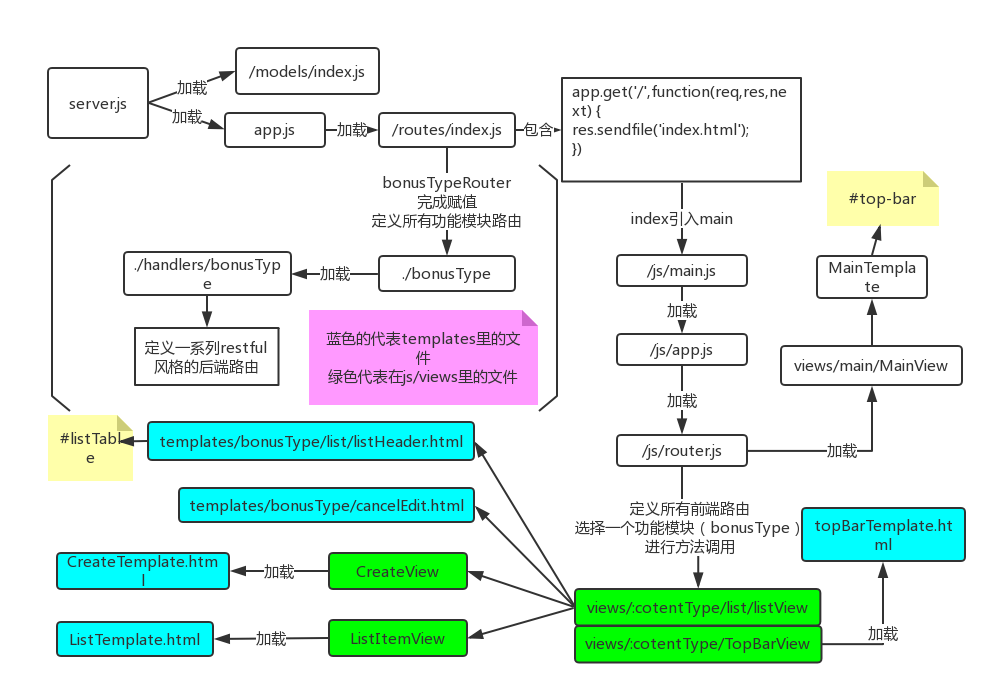 /models/index.js
server.js
加载
加载
app.js
加载
/routes/index.js
包含
app.get('/',function(req,res,ne
xt) {
res.sendfile('index.html');
})
bonusTypeRouter
完成赋值
定义所有功能模块路由
index引入main
#top-bar
./handlers/bonusTyp
e
加载
./bonusType
/js/main.js
MainTempla
te
加载
定义一系列restful
风格的后端路由
蓝色的代表templates里的文
件
绿色代表在js/views里的文件
/js/app.js
views/main/MainView
加载
#listTabl
e
templates/bonusType/list/listHeader.html
/js/router.js
加载
templates/bonusType/cancelEdit.html
定义所有前端路由
选择一个功能模块（bonusType）
进行方法调用
topBarTemplate.ht
ml
CreateTemplate.htm
l
加载
CreateView
views/:cotentType/list/listView
ListTemplate.html
加载
ListItemView
views/:cotentType/TopBarView
加载